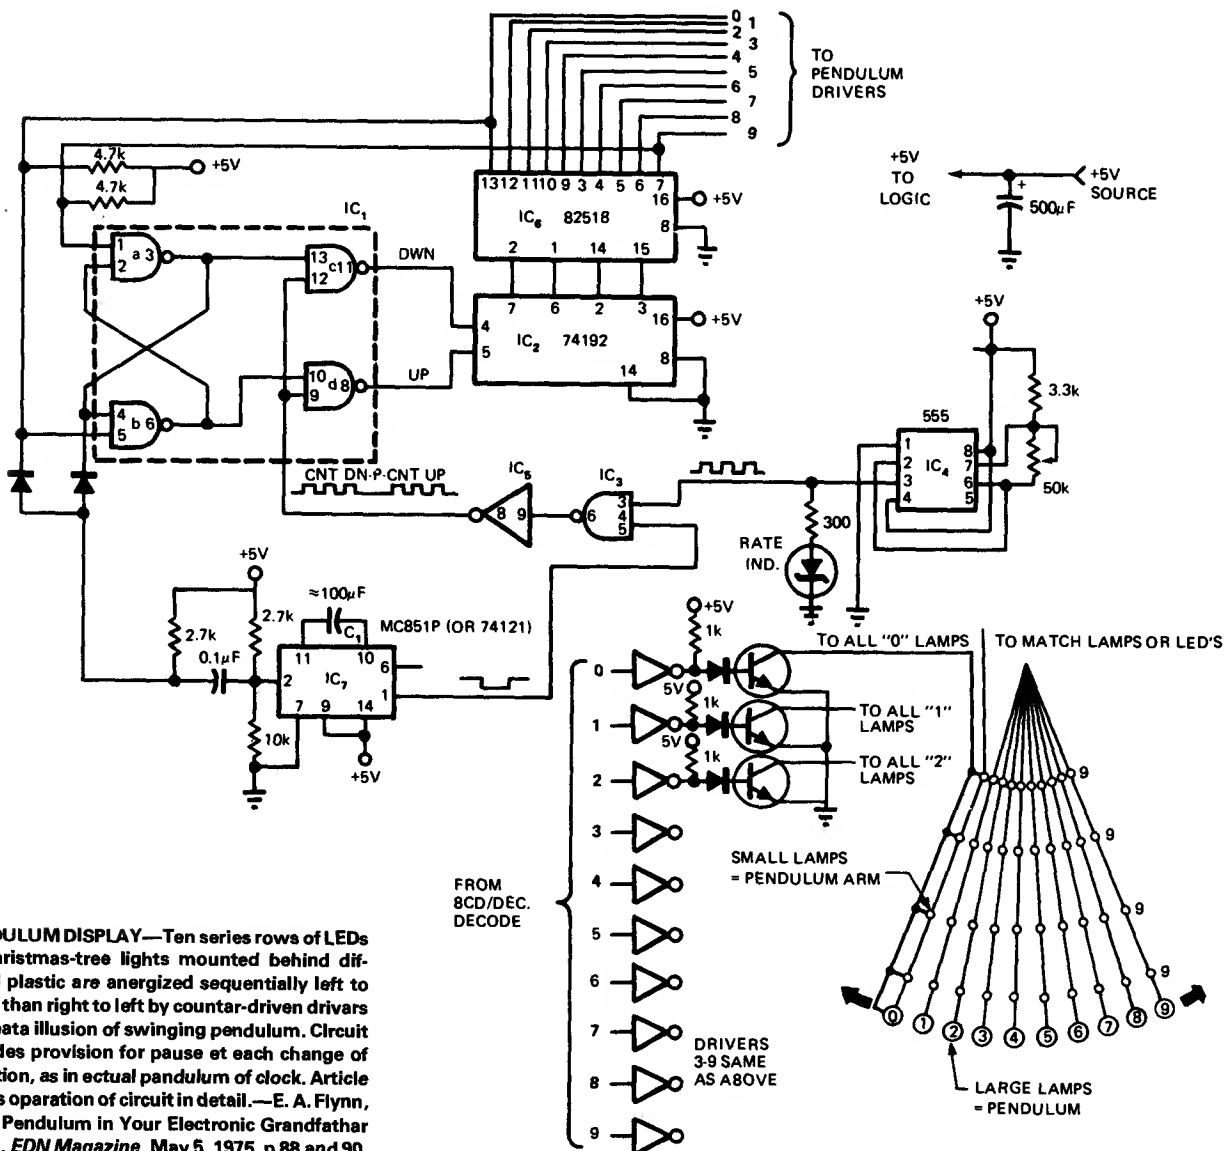 0
1
2
3
4
5
6
7
8
9
TO
PENDULUM
DRIVERS
4.7k
+5V
4.7k
IC1
13 12 11 10 9 3 4 5 6 7
IC6 82518
16
+5V
8
2 1 14 15
+5V
TO
LOGIC
+
500µF
+5V
SOURCE
1
2
a 3
13
12
c11
DWN
10
9
d 8
UP
4
5
b 6
7 6 2 3
4
5
IC2 74192
16
+5V
8
14
+5V
3.3k
555
1
2
3
4
IC4
8
7
6
5
50k
CNT DN-P-CNT UP
IC5
8 9
IC3
6
3
4
5
300
RATE
IND.
+5V
2.7k
2.7k
0.1µF
≈100µF
C1
MC851P (OR 74121)
11 10
2
IC7
6
1
7 9 14
10k
+5V
+5V
1k
5V
1k
5V
1k
TO ALL "0" LAMPS
TO MATCH LAMPS OR LED'S
TO ALL "1"
LAMPS
TO ALL "2"
LAMPS
0
1
2
3
4
5
6
7
8
9
FROM
8CD/DEC.
DECODE
DRIVERS
3-9 SAME
AS A8OVE
SMALL LAMPS
= PENDULUM ARM
9
9
9
9
0 1 2 3 4 5 6 7 8 9
LARGE LAMPS
= PENDULUM
DULUM DISPLAY—Ten series rows of LEDs
hristmas-tree lights mounted behind dif-
l plastic are anergized sequentially left to
than right to left by countar-driven drivars
eata illusion of swinging pendulum. Circuit
des provision for pause et each change of
tion, as in ectual pandulum of clock. Article
s oparation of circuit in detail.—E. A. Flynn,
Pendulum in Your Electronic Grandfathar
. EDN Magazine, May 5, 1975, p 88 and 90.